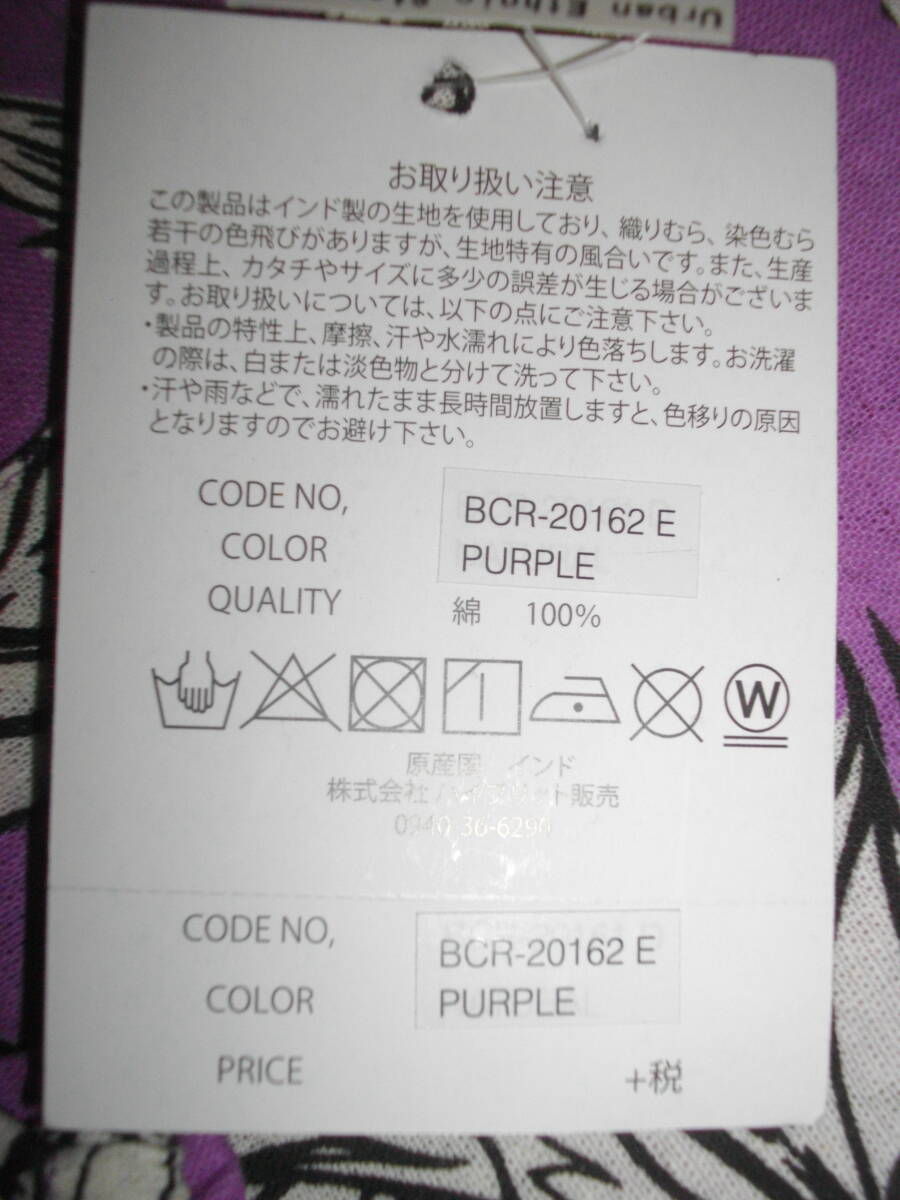 Urban Ethnic
お取り扱い注意
この製品はインド製の生地を使用しており、織りむら、染色むら
若干の色飛びがありますが、生地特有の風合いです。また、生産
過程上、カタチやサイズに多少の誤差が生じる場合がございま
す。お取り扱いについては、以下の点にご注意下さい。
・製品の特性上、摩擦、汗や水濡れにより色落ちします。お洗濯
の際は、白または淡色物と分けて洗って下さい。
・汗や雨などで、濡れたまま長時間放置しますと、色移りの原因
となりますのでお避け下さい。
CODE NO, BCR-20162 E
COLOR PURPLE
QUALITY 綿 100%
W
原産国 インド
株式会社 販売
0940-36-6290
CODE NO, BCR-20162 E
COLOR PURPLE
PRICE +税